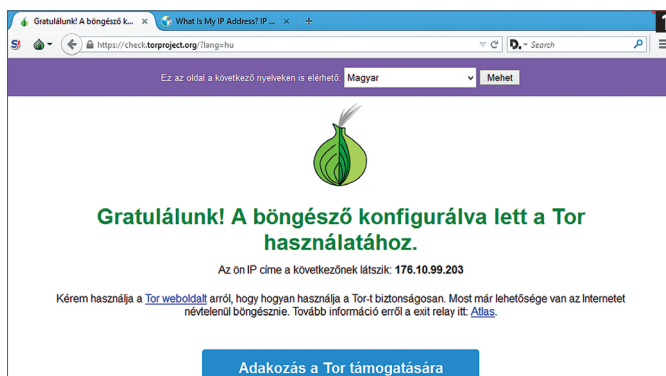 Gratulálunk! A böngésző k... ×
What Is My IP Address? IP ... × +
https://check.torproject.org/?lang=hu
Search
Ez az oldal a következő nyelveken is elérhető: Magyar Mehet
Gratulálunk! A böngésző konfigurálva lett a Tor
használatához.
Az ön IP címe a következőnek látszik: 176.10.99.203
Kérem használja a Tor weboldalt arról, hogy hogyan használja a Tor-t biztonságosan. Most már lehetősége van az Internetet
névtelenül böngésznie. Tovább információ erről a exit relay itt: Atlas.
Adakozás a Tor támogatására